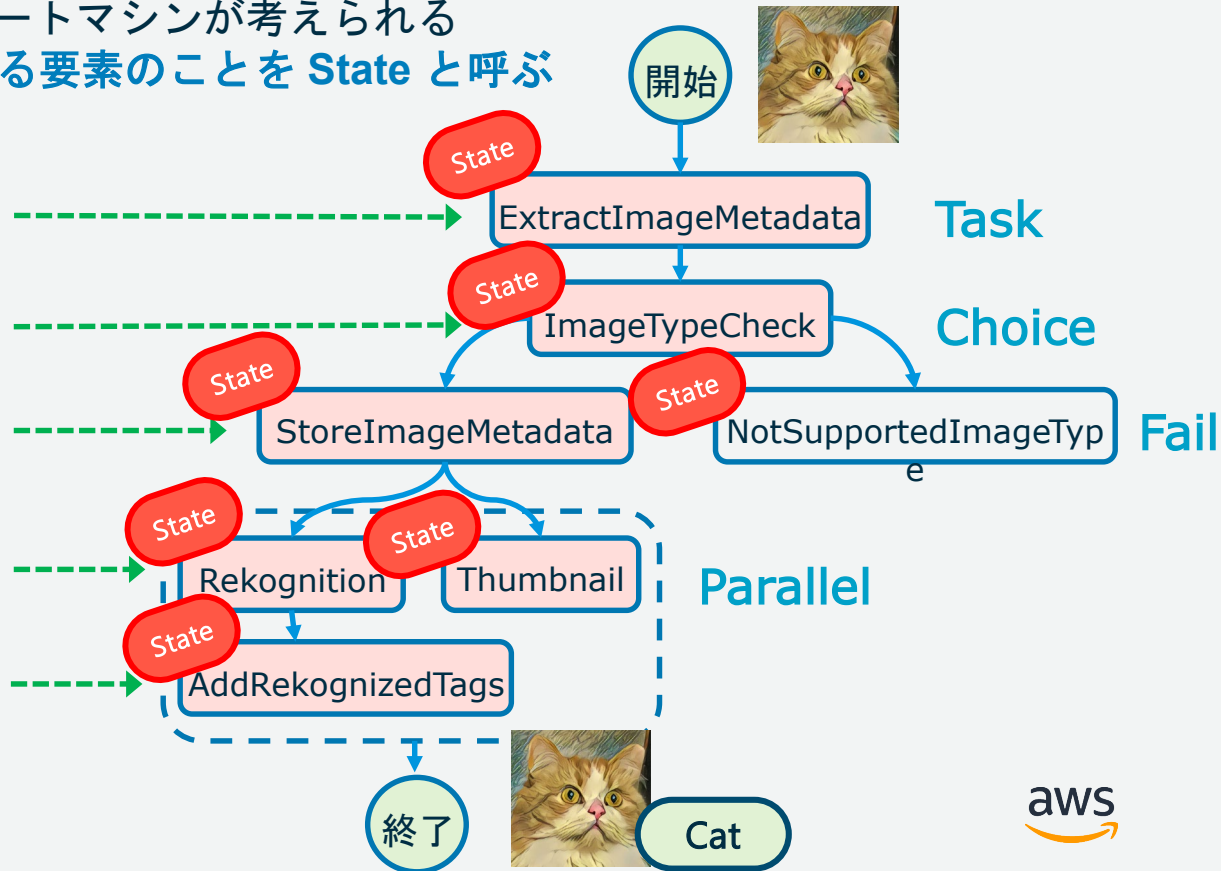 ートマシンが考えられる
る要素のことを State と呼ぶ
開始
State
ExtractImageMetadata
Task
State
ImageTypeCheck
Choice
State
StoreImageMetadata
State
NotSupportedImageTyp
e
Fail
State
Rekognition
State
Thumbnail
Parallel
State
AddRekognizedTags
終了
Cat
aws